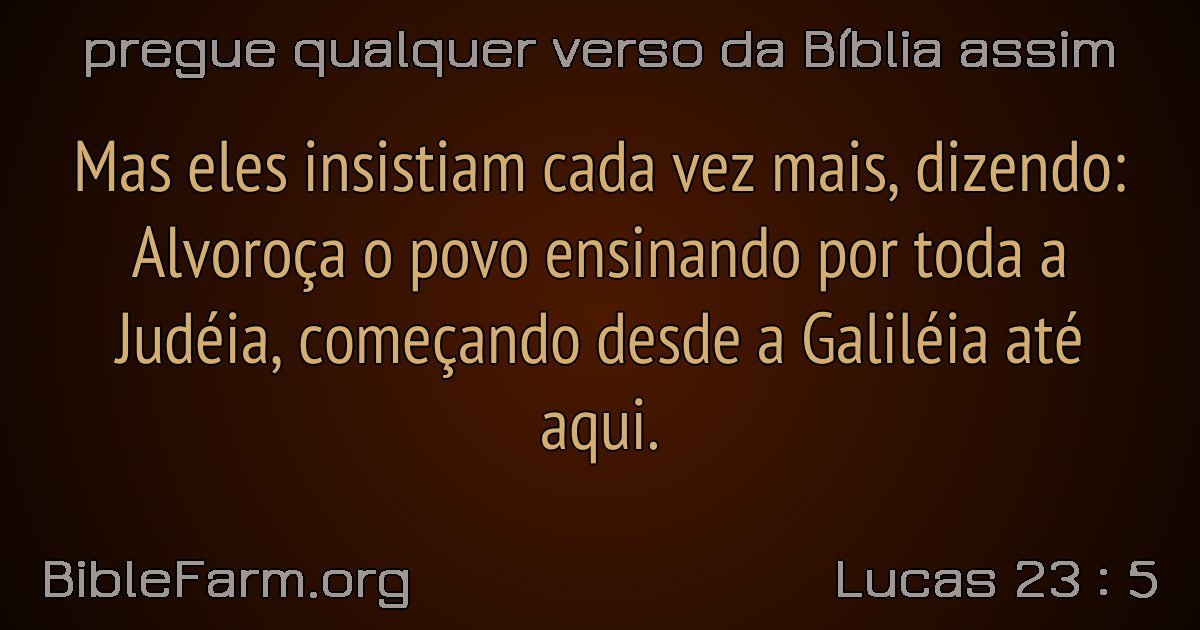 pregue qualquer verso da Bíblia assim
Mas eles insistiam cada vez mais, dizendo:
Alvoroça o povo ensinando por toda a
Judéia, começando desde a Galiléia até
aqui.
BibleFarm.org
Lucas 23 : 5